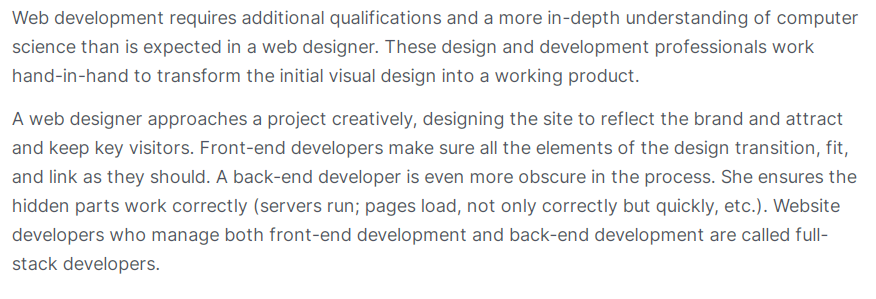 Web development requires additional qualifications and a more in-depth understanding of computer
science than is expected in a web designer. These design and development professionals work
hand-in-hand to transform the initial visual design into a working product.
A web designer approaches a project creatively, designing the site to reflect the brand and attract
and keep key visitors. Front-end developers make sure all the elements of the design transition, fit,
and link as they should. A back-end developer is even more obscure in the process. She ensures the
hidden parts work correctly (servers run; pages load, not only correctly but quickly, etc.). Website
developers who manage both front-end development and back-end development are called full-
stack developers.